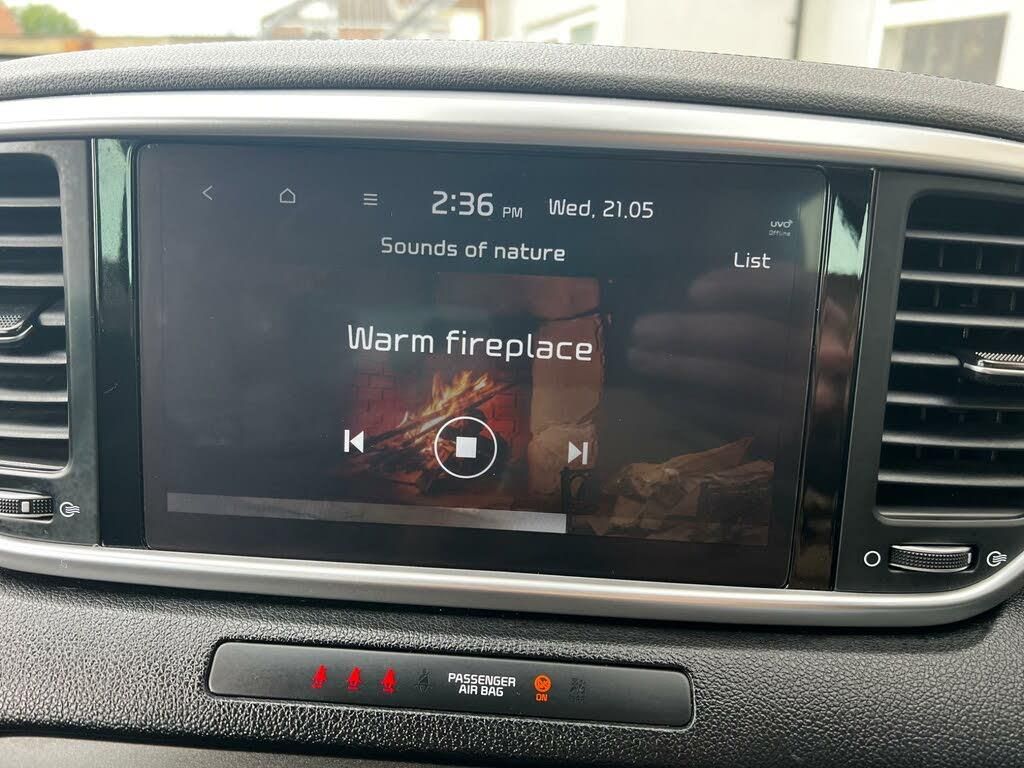 2:36 PM Wed, 21.05
uvo
Offline
Sounds of nature
List
Warm fireplace
PASSENGER
AIR BAG
ON